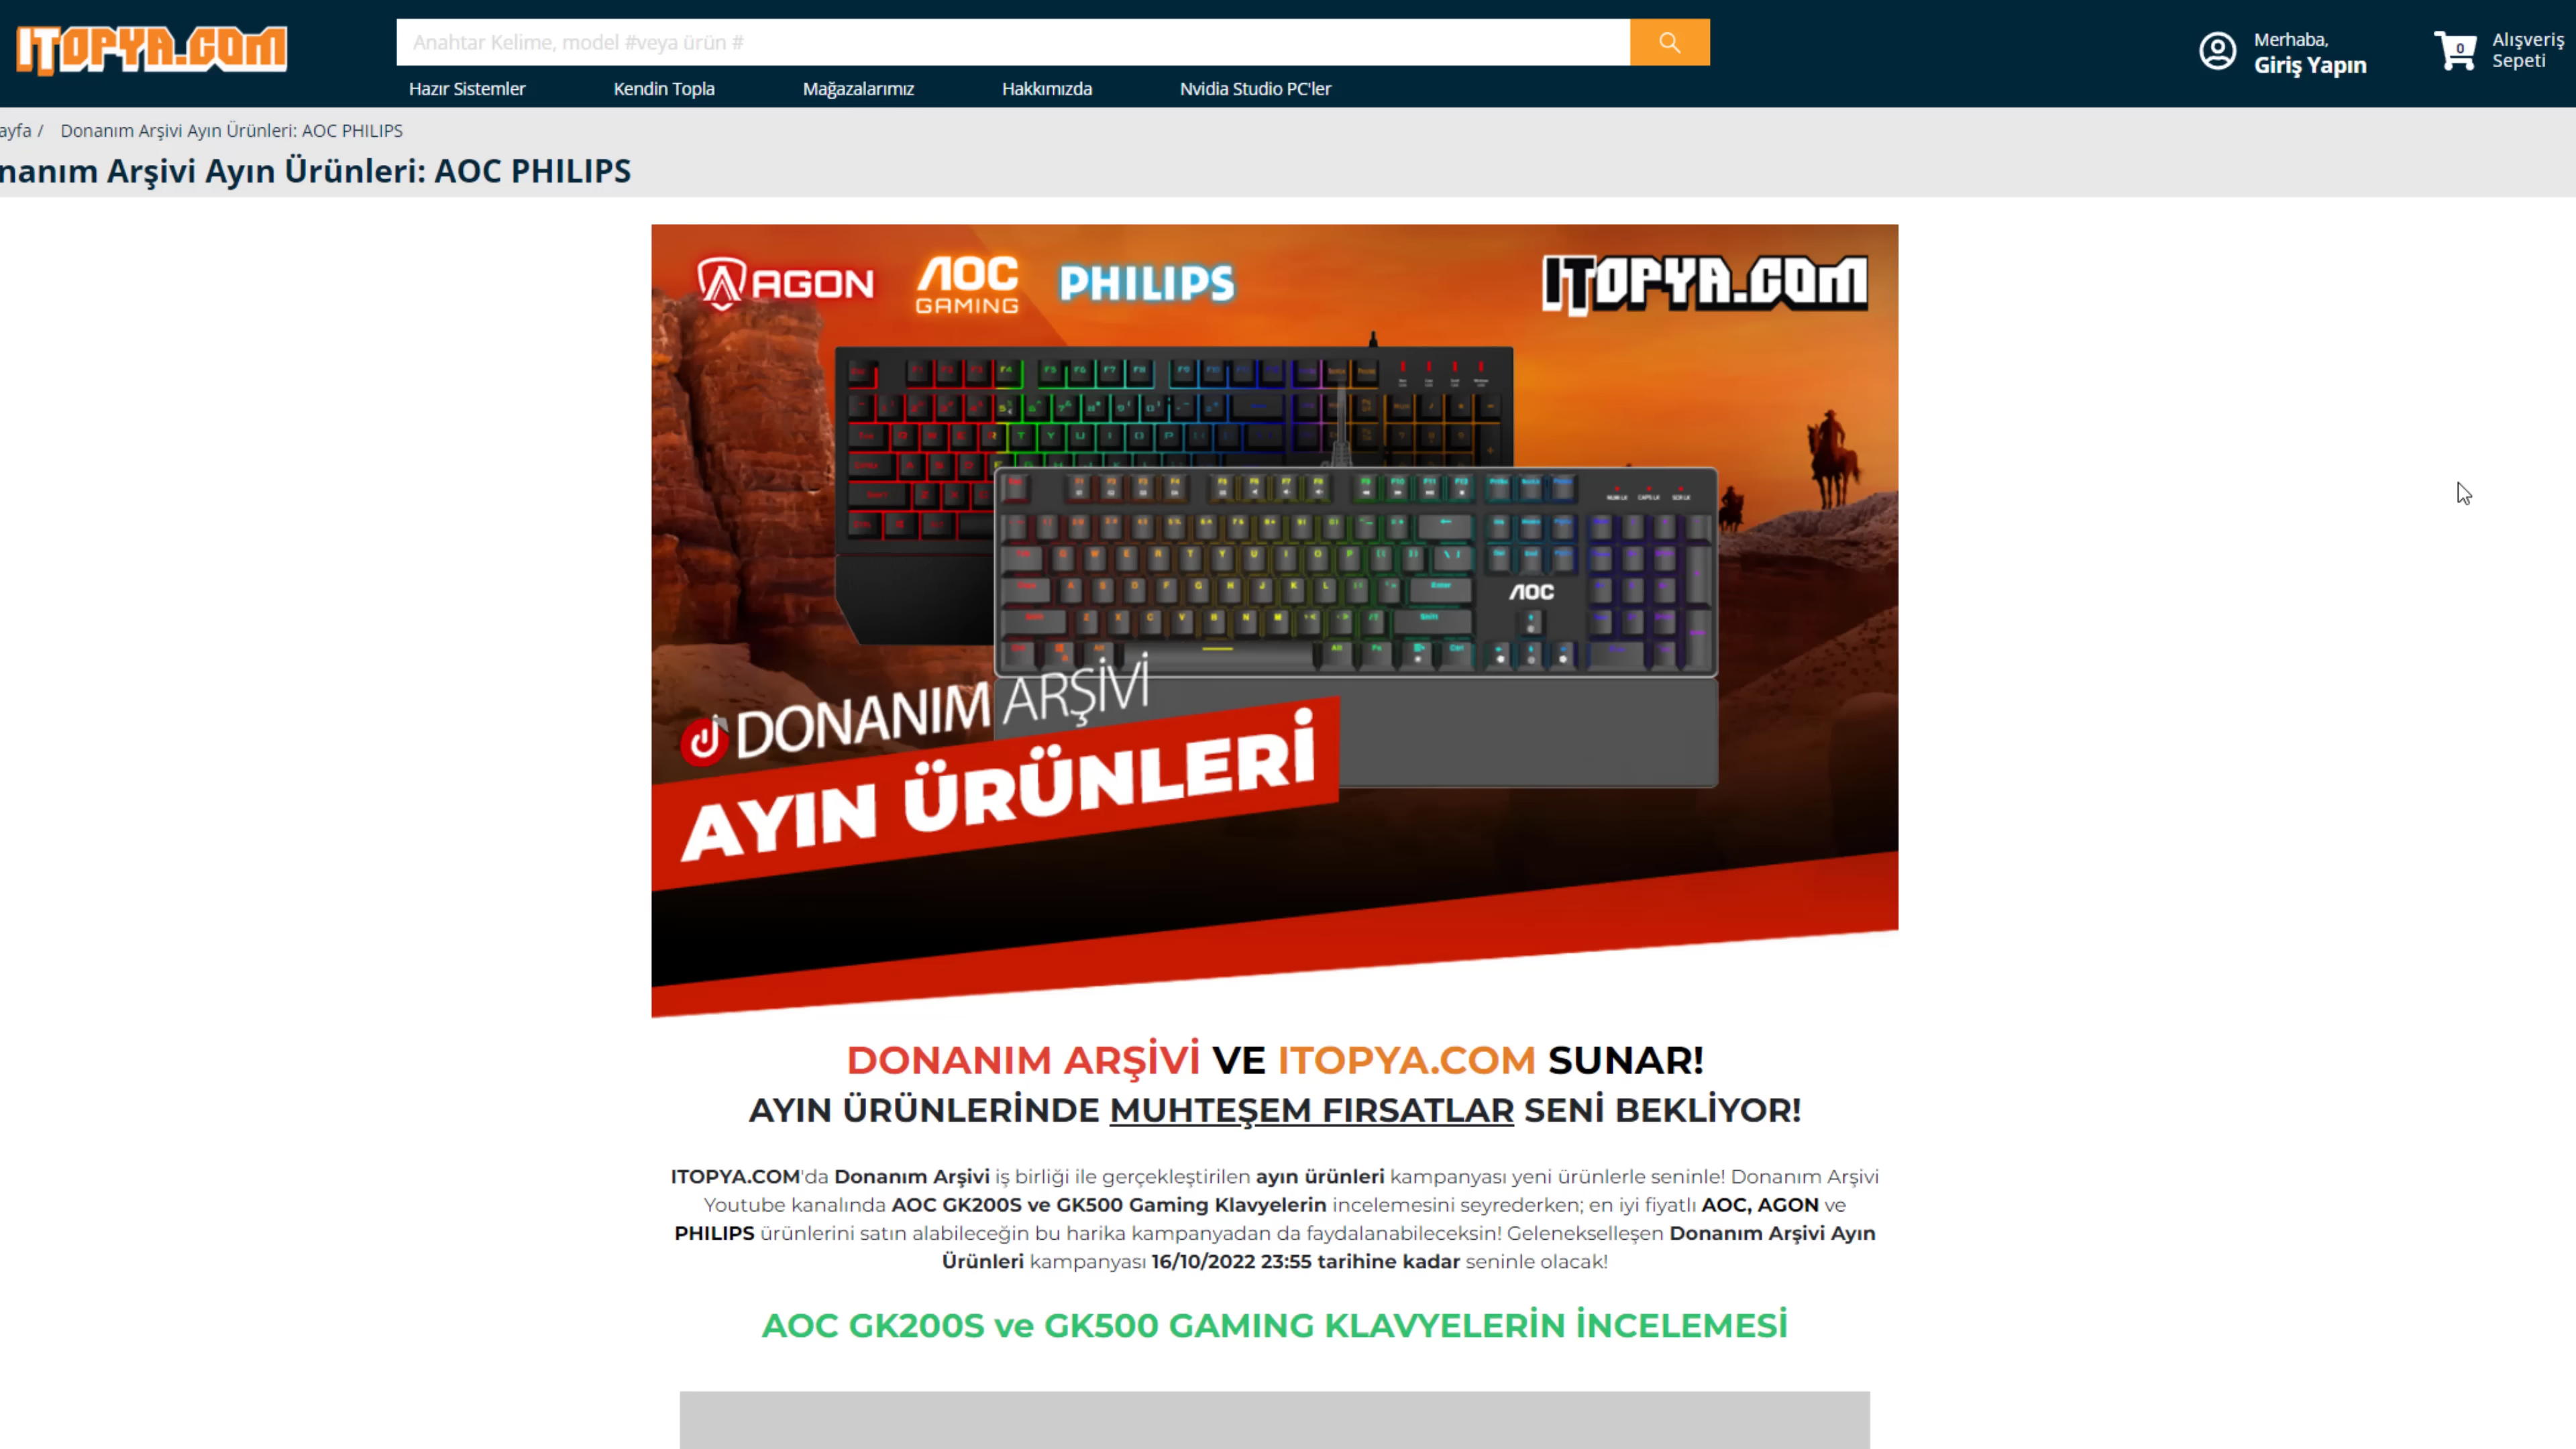 ITOPYA.COM
Anahtar Kelime, model #veya ürün #
Merhaba,
Giriş Yapın
0
Alışveriş
Sepeti
Hazır Sistemler
Kendin Topla
Mağazalarımız
Hakkımızda
Nvidia Studio PC'ler
ayfa / Donanım Arşivi Ayın Ürünleri: AOC PHILIPS
nanım Arşivi Ayın Ürünleri: AOC PHILIPS
AGON
AOC
GAMING
PHILIPS
ITOPYA.COM
AOC
DONANIM ARŞİVİ
AYIN ÜRÜNLERİ
DONANIM ARŞİVİ VE ITOPYA.COM SUNAR!
AYIN ÜRÜNLERİNDE MUHTEŞEM FIRSATLAR SENİ BEKLİYOR!
ITOPYA.COM'da Donanım Arşivi iş birliği ile gerçekleştirilen ayın ürünleri kampanyası yeni ürünlerle seninle! Donanım Arşivi
Youtube kanalında AOC GK200S ve GK500 Gaming Klavyelerin incelemesini seyrederken; en iyi fiyatlı AOC, AGON ve
PHILIPS ürünlerini satın alabileceğin bu harika kampanyadan da faydalanabileceksin! Gelenekselleşen Donanım Arşivi Ayın
Ürünleri kampanyası 16/10/2022 23:55 tarihine kadar seninle olacak!
AOC GK200S ve GK500 GAMING KLAVYELERİN İNCELEMESİ